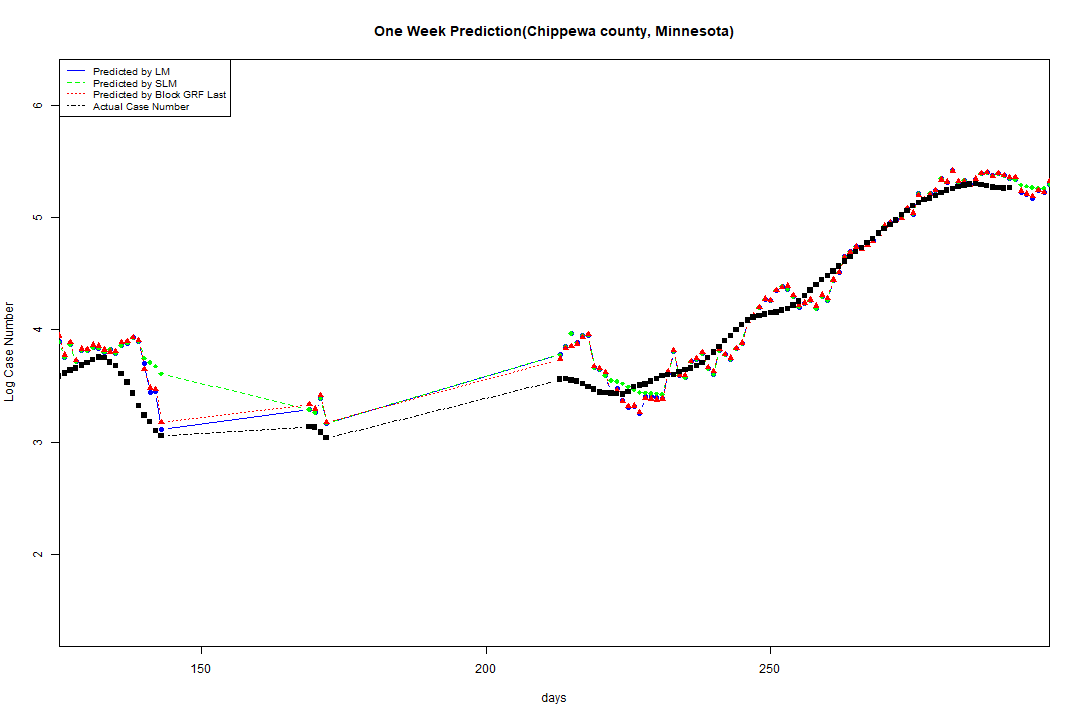 One Week Prediction(Chippewa county, Minnesota)
Predicted by LM
Predicted by SLM
Predicted by Block GRF Last
Actual Case Number
6
5
4
3
2
Log Case Number
150
200
250
days